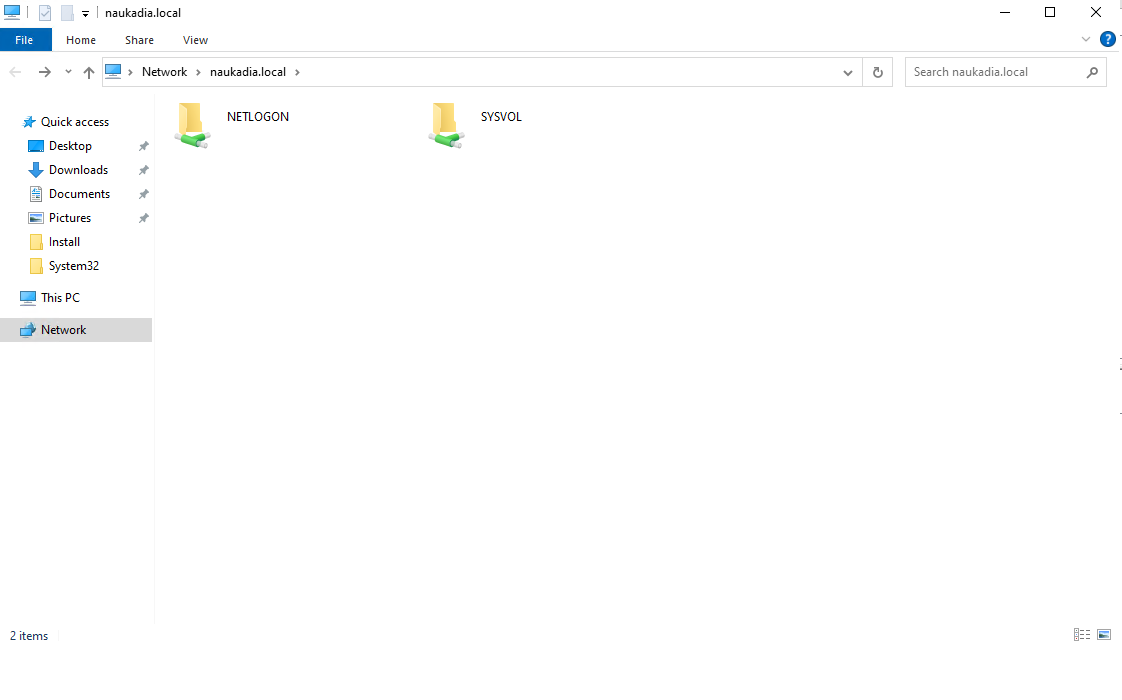 naukadia.local
File Home Share View
Network naukadia.local
Search naukadia.local
Quick access
Desktop
Downloads
Documents
Pictures
Install
System32
This PC
Network
NETLOGON
SYSVOL
2 items